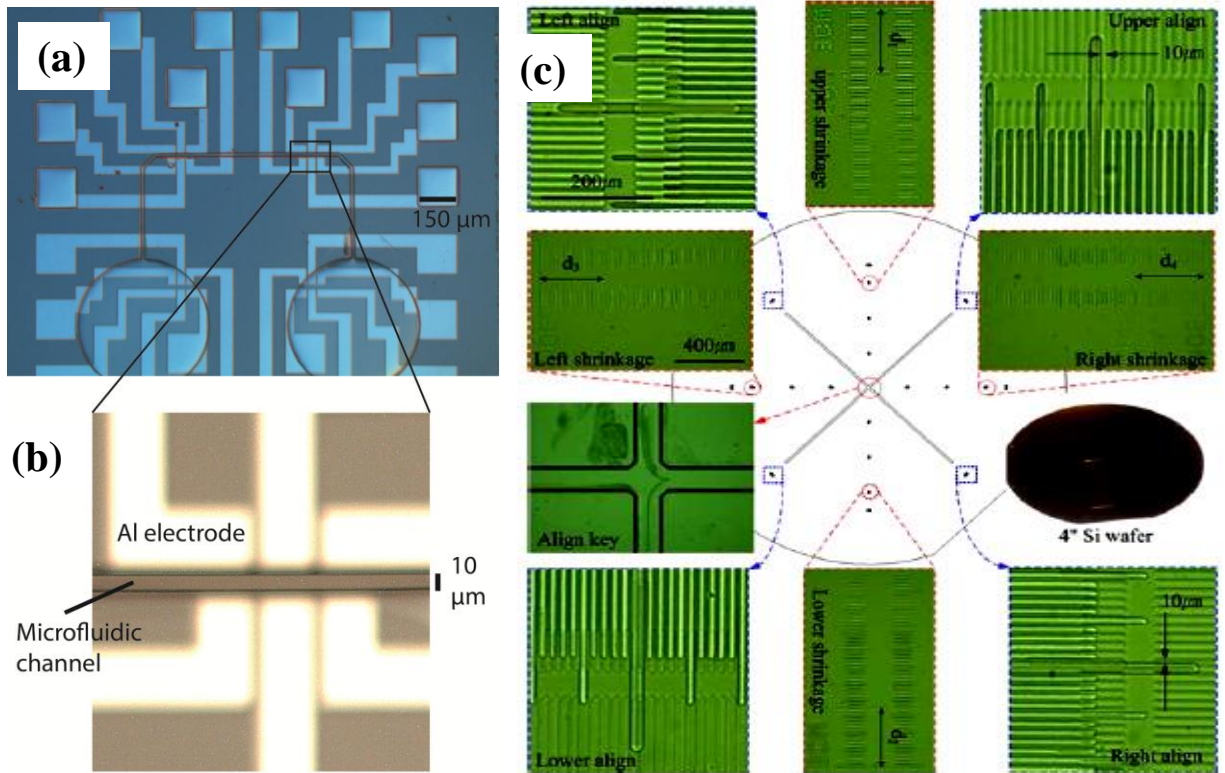 (a)
150 μm
(b)
Al electrode
Microfluidic
channel
10
μm
(c)
Left align
200μm
upper shrinkage
d₁
Upper align
10μm
d₃
Left shrinkage
400μm
d₄
Right shrinkage
Align key
4" Si wafer
Lower align
Lower shrinkage
d₂
10μm
Right align